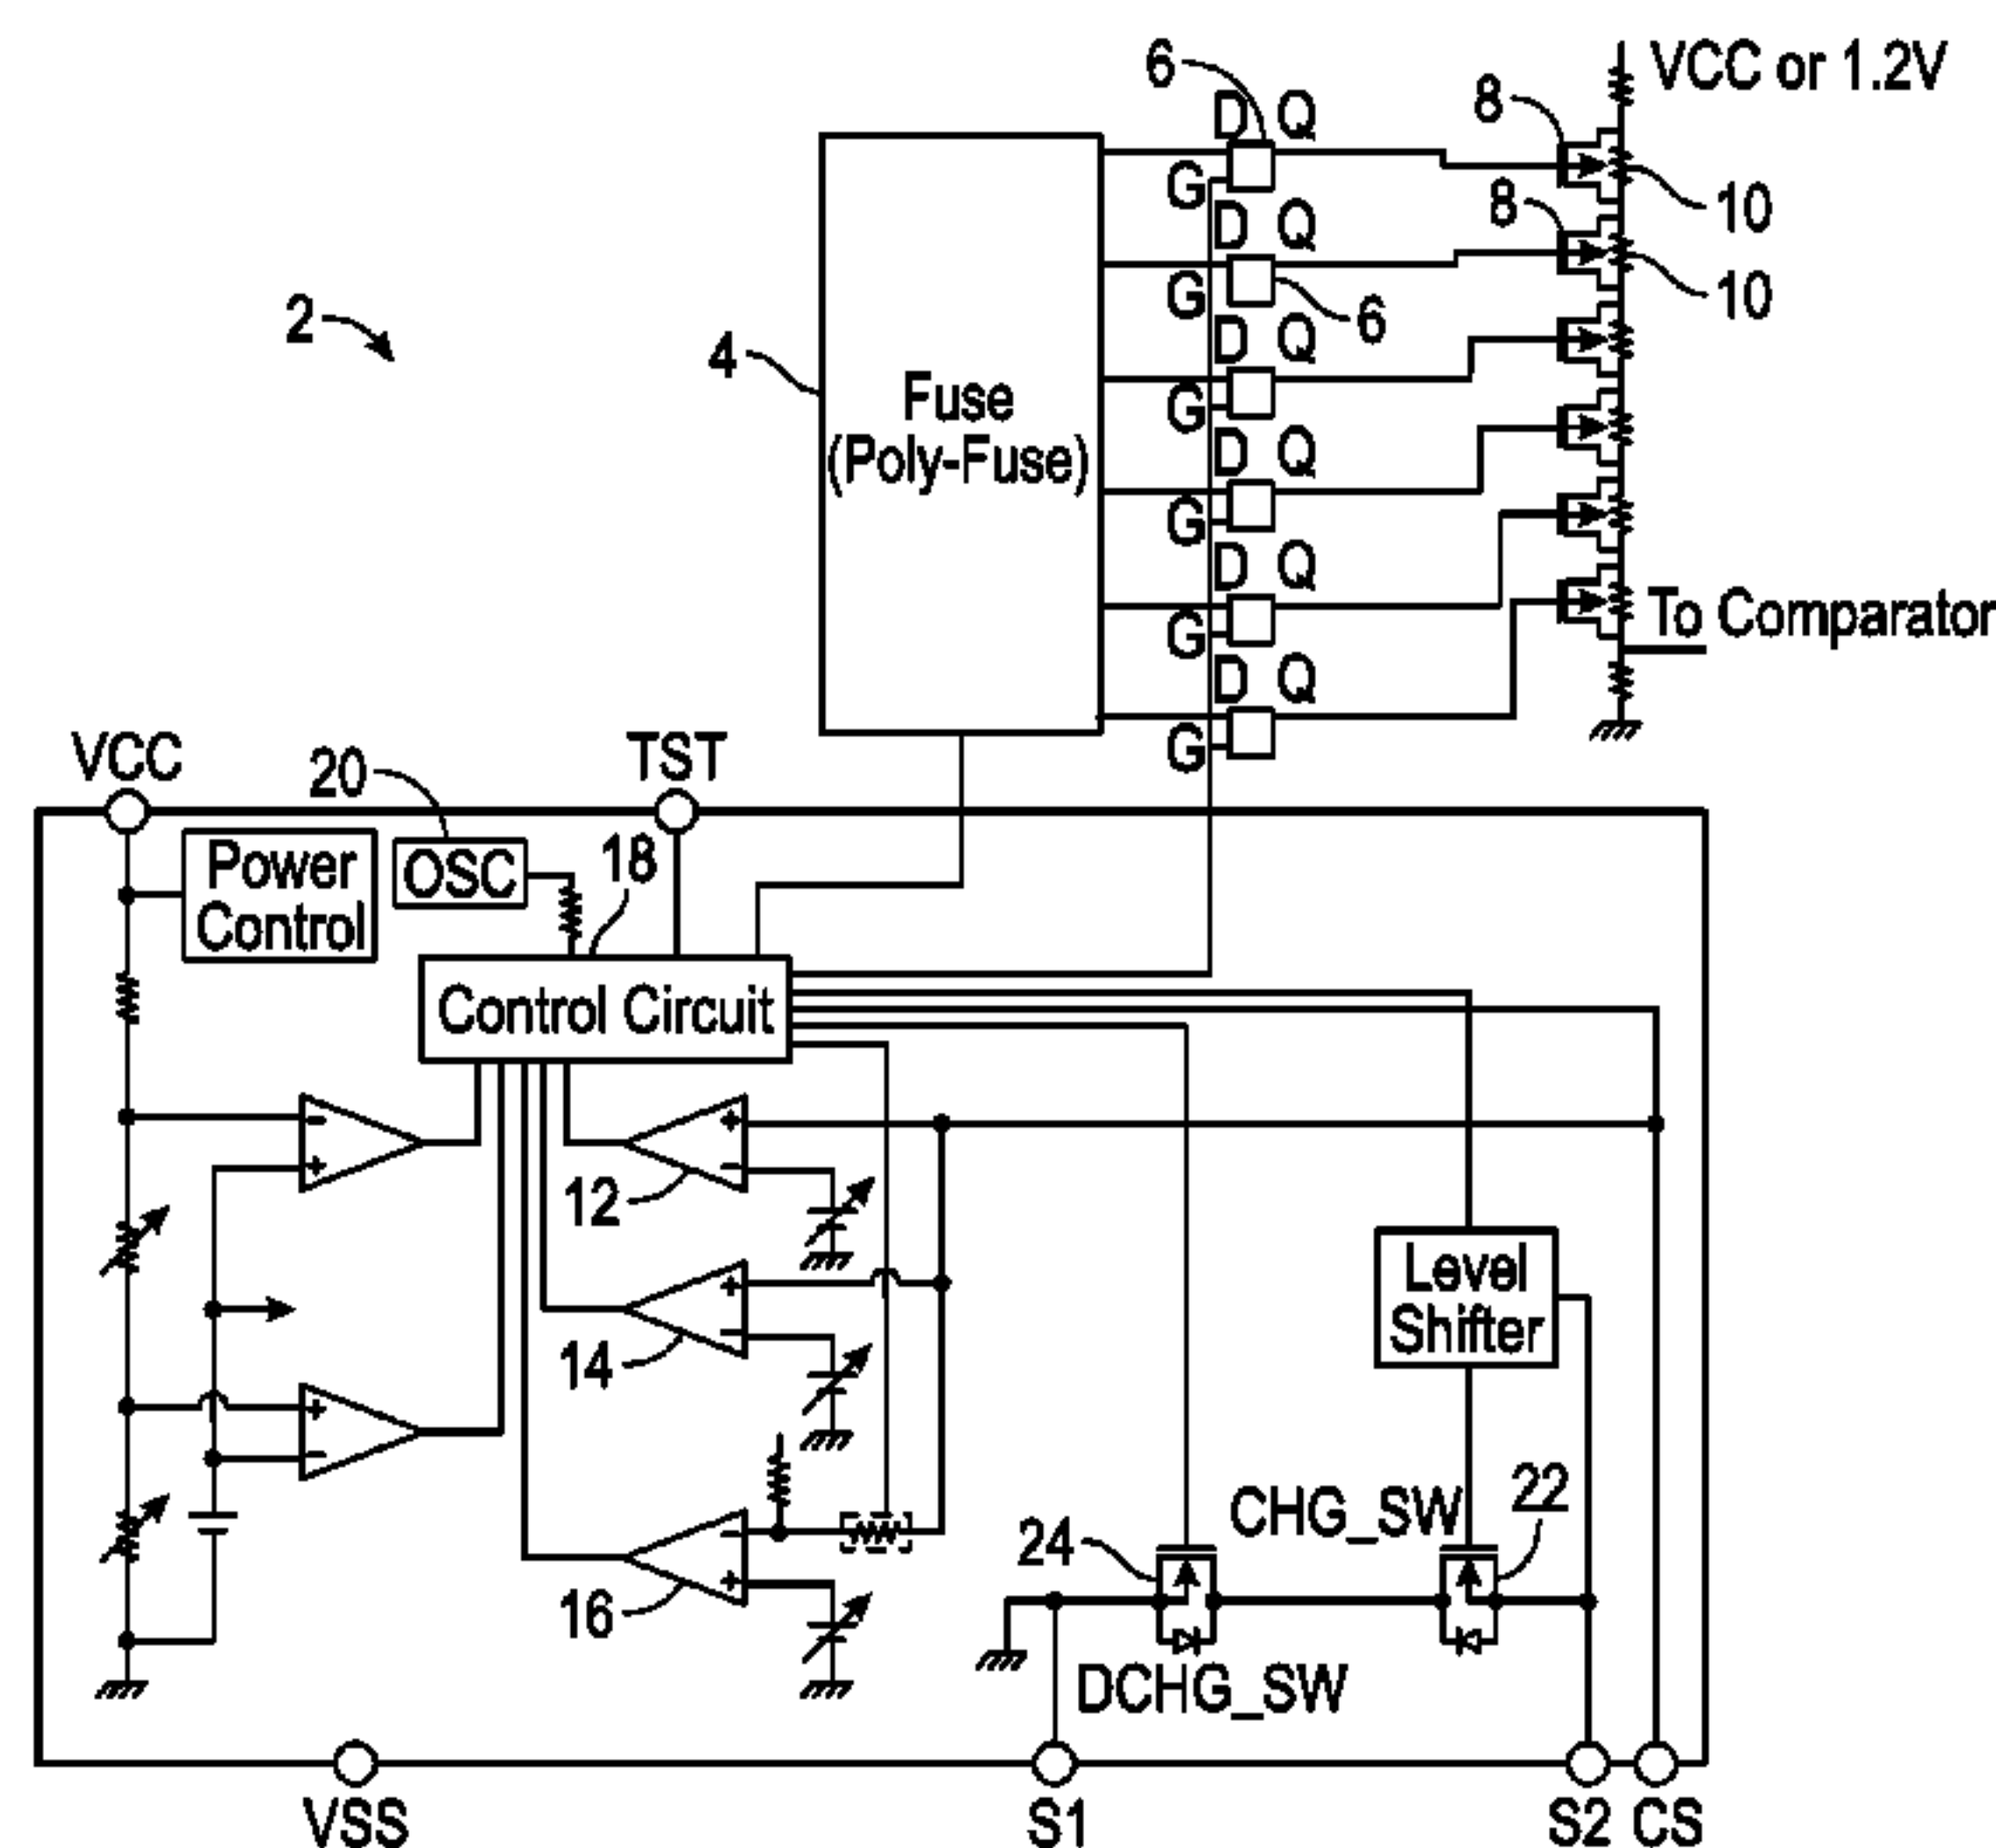 6
D Q
VCC or 1.2V
8
G
10
D Q
8
G
10
6
2
D Q
4
Fuse
(Poly-Fuse)
G
D Q
G
D Q
G
To Comparator
D Q
G
VCC
20
TST
Power
Control
OSC
18
Control Circuit
-
+
+
-
12
+
-
14
Level
Shifter
+
-
CHG_SW
22
24
-
+
16
DCHG_SW
VSS
S1
S2
CS